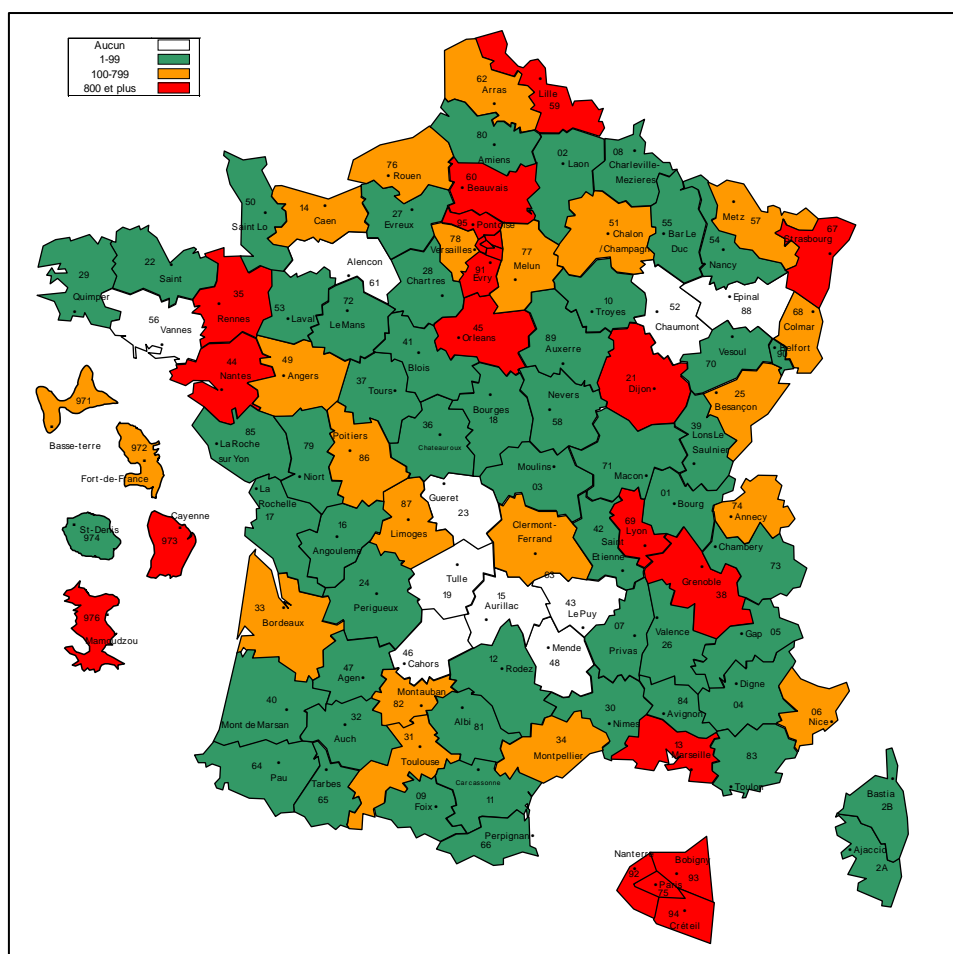 Aucun
1-99
100-799
800 et plus
62
Arras
Lille
59
80
Amiens
02
Laon
08
Charleville-
Mezieres
76
Rouen
60
Beauvais
50
Saint Lo
14
Caen
27
Evreux
95
Pontoise
51
Chalon
/Champagn
55
Bar Le
Duc
Metz
57
67
Strasbourg
54
Nancy
78
Versailles
77
Melun
91
Evry
29
Quimper
22
Saint
Alencon
61
28
Chartres
35
Rennes
53
Laval
72
Le Mans
10
Troyes
52
Chaumont
Epinal
88
68
Colmar
56
Vannes
45
Orleans
41
Blois
89
Auxerre
Vesoul
70
Belfort
90
44
Nantes
49
Angers
37
Tours
21
Dijon
25
Besançon
971
Basse-terre
Bourges
18
Nevers
58
36
Chateauroux
39
Lons Le
Saulnier
85
La Roche
sur Yon
79
Niort
Poitiers
86
972
Fort-de-France
Moulins
03
71
Macon
Gueret
23
01
Bourg
74
Annecy
La
Rochelle
17
87
Limoges
Clermont-
Ferrand
63
42
Saint
Etienne
69
Lyon
Cayenne
973
St-Denis
974
16
Angouleme
Chambery
73
Tulle
19
24
Perigueux
15
Aurillac
43
Le Puy
Grenoble
38
33
Bordeaux
976
Mamoudzou
07
Privas
Valence
26
Gap
05
46
Cahors
Mende
48
12
Rodez
47
Agen
Montauban
82
Digne
04
40
Mont de Marsan
32
Auch
Albi
81
30
Nimes
84
Avignon
06
Nice
31
Toulouse
34
Montpellier
13
Marseille
83
Toulon
64
Pau
Tarbes
65
Carcassonne
11
09
Foix
Perpignan
66
Bastia
2B
Ajaccio
2A
Nanterre
92
Bobigny
93
Paris
75
94
Créteil